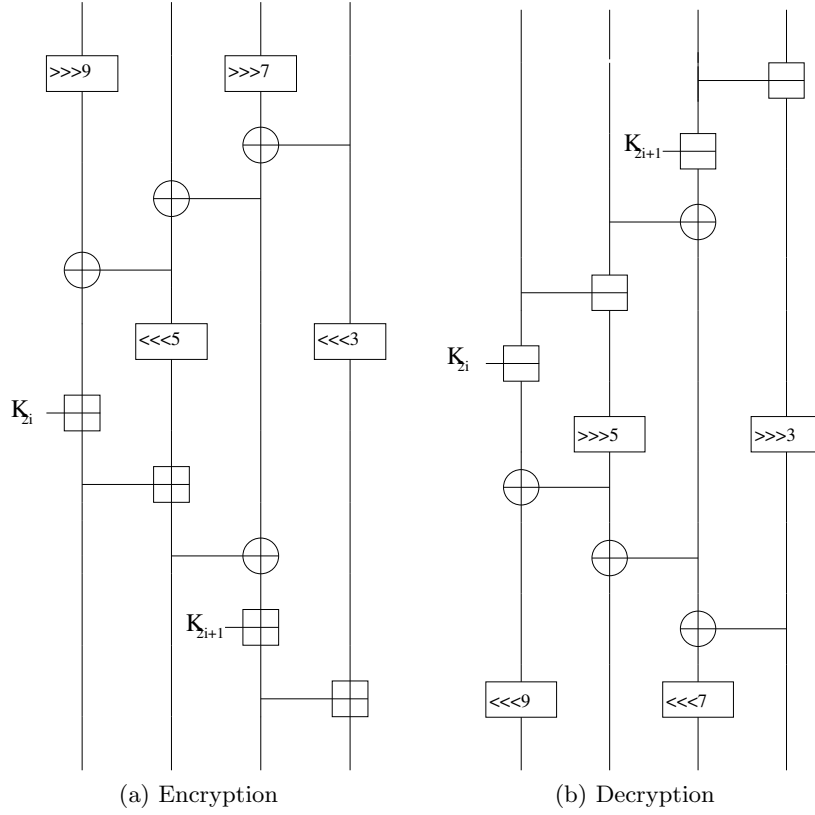 >>>9
>>>7
<<<5
<<<3
K2i
K2i+1
(a) Encryption
K2i+1
K2i
>>>5
>>>3
<<<9
<<<7
(b) Decryption